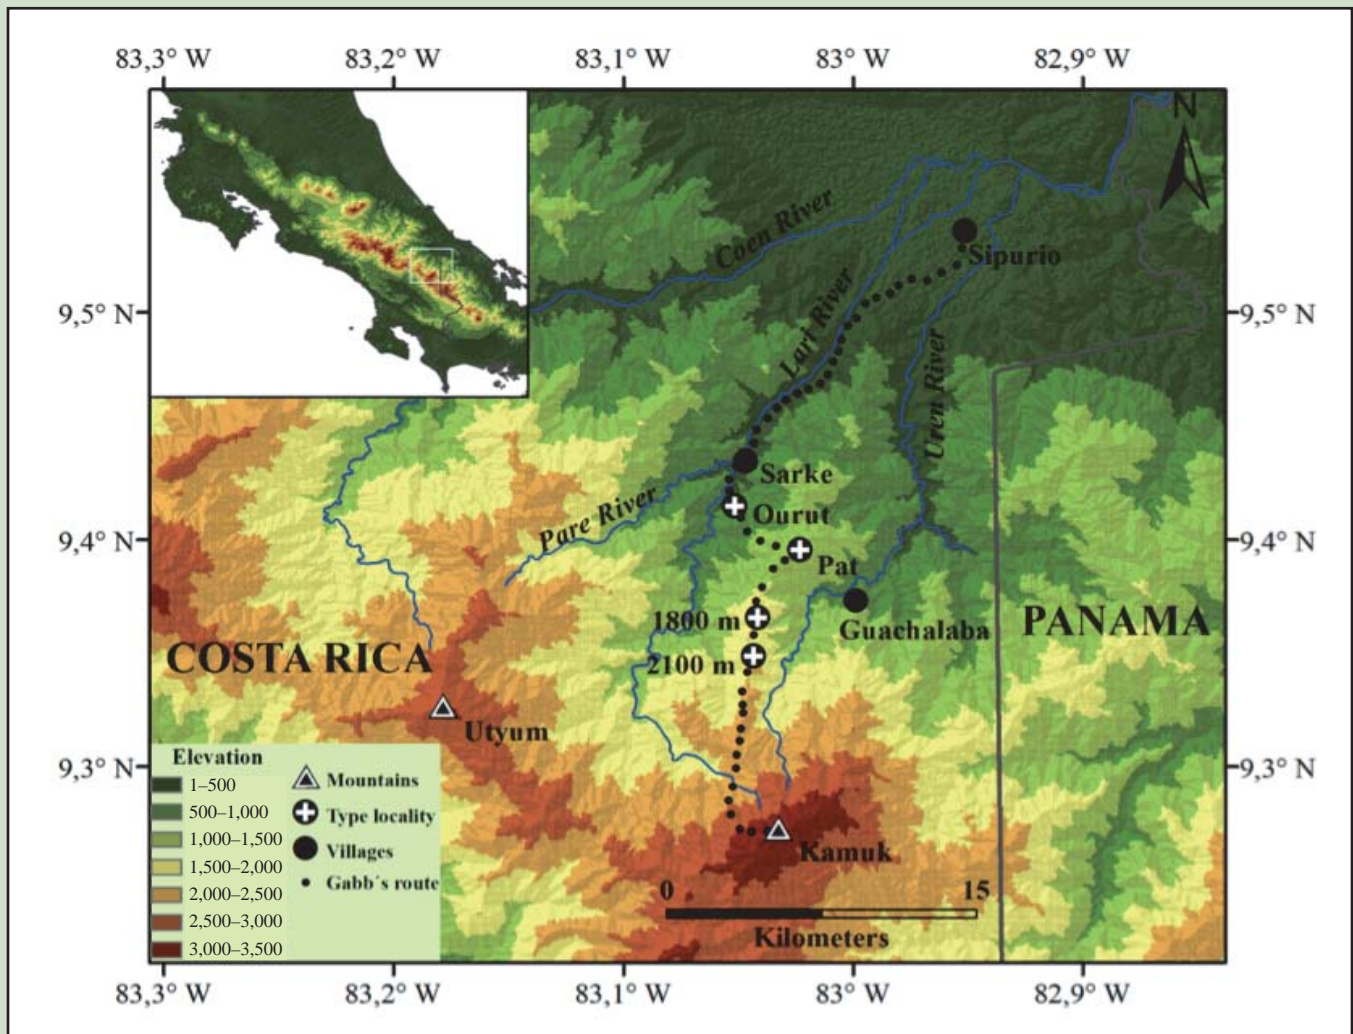 83,3° W 83,2° W 83,1° W 83° W 82,9° W
N
Coen River
Sipurio
9,5° N 9,5° N
Lari River
Uren River
Sarke
Pare River
Ourut
9,4° N 9,4° N
Pat
1800 m
Guachalaba
PANAMA
COSTA RICA
2100 m
Utyum
9,3° N 9,3° N
Elevation
1–500
500–1,000
1,000–1,500
1,500–2,000
2,000–2,500
2,500–3,000
3,000–3,500
Mountains
Type locality
Villages
Gabb´s route
Kamuk
0 15
Kilometers
83,3° W 83,2° W 83,1° W 83° W 82,9° W